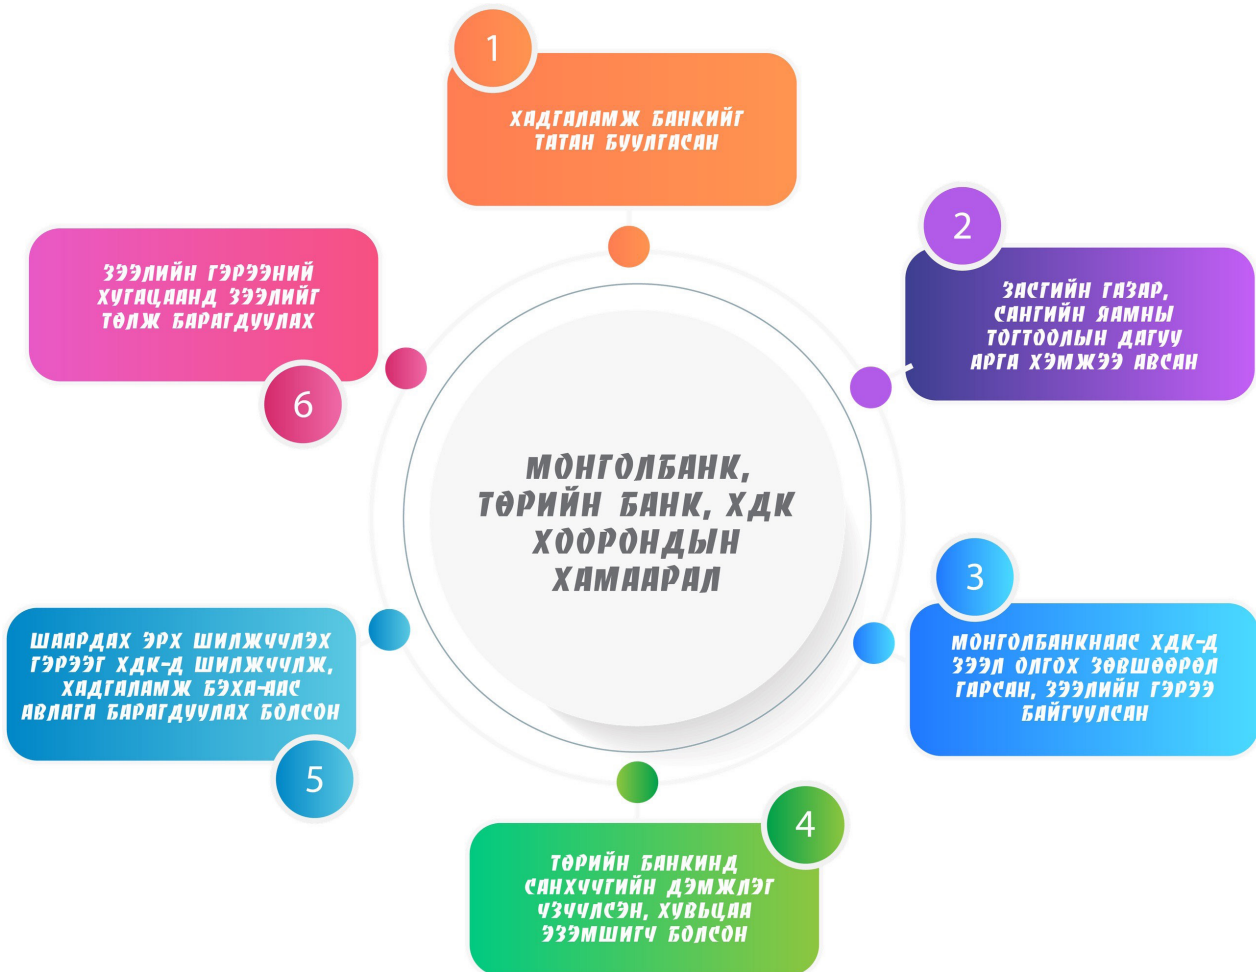 1
ХАДГАЛАМЖ БАНКИЙГ
ТАТАН БУУЛГАСАН
2
ЗАСГИЙН ГАЗАР,
САНГИЙН ЯАМНЫ
ТОГТООЛЫН ДАГУУ
АРГА ХЭМЖЭЭ АВСАН
3
МОНГОЛБАНКНААС ХДК-Д
ЗЭЭЛ ОЛГОХ ЗӨВШӨӨРӨЛ
ГАРСАН, ЗЭЭЛИЙН ГЭРЭЭ
БАЙГУУЛСАН
4
ТӨРИЙН БАНКИНД
САНХҮҮГИЙН ДЭМЖЛЭГ
ҮЗҮҮЛСЭН, ХУВЬЦАА
ЭЗЭМШИГЧ БОЛСОН
5
ШААРДАХ ЭРХ ШИЛЖҮҮЛЭХ
ГЭРЭЭГ ХДК-Д ШИЛЖҮҮЛЖ,
ХАДГАЛАМЖ БЭХА-ААС
АВЛАГА БАРАГДУУЛАХ БОЛСОН
6
ЗЭЭЛИЙН ГЭРЭЭНИЙ
ХУГАЦААНД ЗЭЭЛИЙГ
ТӨЛЖ БАРАГДУУЛАХ
МОНГОЛБАНК,
ТӨРИЙН БАНК, ХДК
ХООРОНДЫН
ХАМААРАЛ